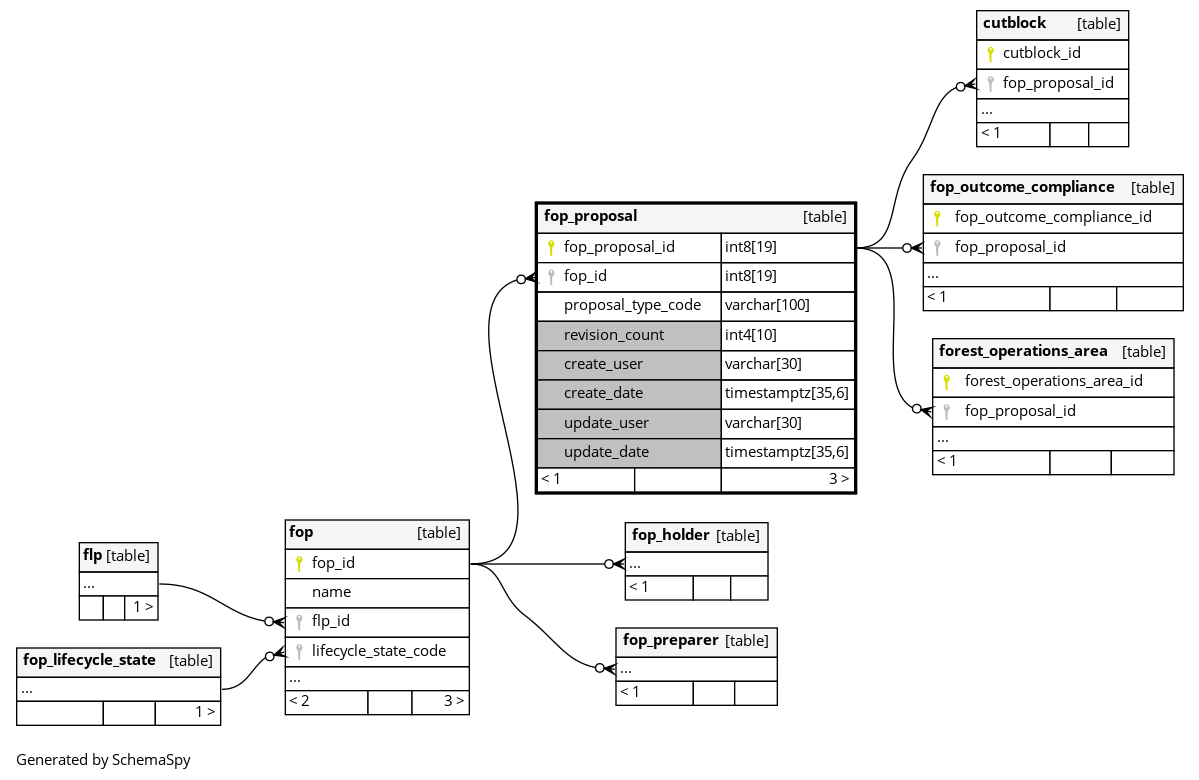 cutblock [table]
cutblock_id
fop_proposal_id
...
< 1
fop_outcome_compliance [table]
fop_outcome_compliance_id
fop_proposal_id
...
< 1
fop_proposal [table]
fop_proposal_id int8[19]
fop_id int8[19]
proposal_type_code varchar[100]
revision_count int4[10]
create_user varchar[30]
create_date timestamptz[35,6]
update_user varchar[30]
update_date timestamptz[35,6]
< 1 3 >
forest_operations_area [table]
forest_operations_area_id
fop_proposal_id
...
< 1
flp [table]
...
1 >
fop_lifecycle_state [table]
...
1 >
fop [table]
fop_id
name
flp_id
lifecycle_state_code
...
< 2 3 >
fop_holder [table]
...
< 1
fop_preparer [table]
...
< 1
Generated by SchemaSpy